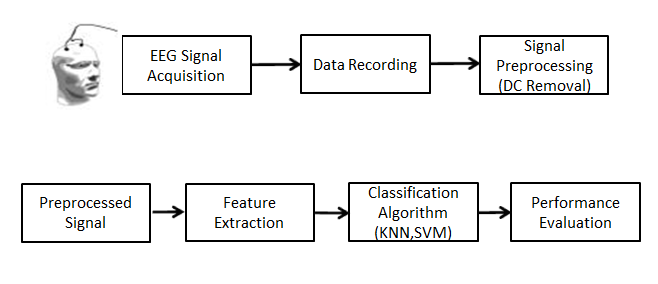 EEG Signal
Acquisition
Data Recording
Signal
Preprocessing
(DC Removal)
Preprocessed
Signal
Feature
Extraction
Classification
Algorithm
(KNN,SVM)
Performance
Evaluation